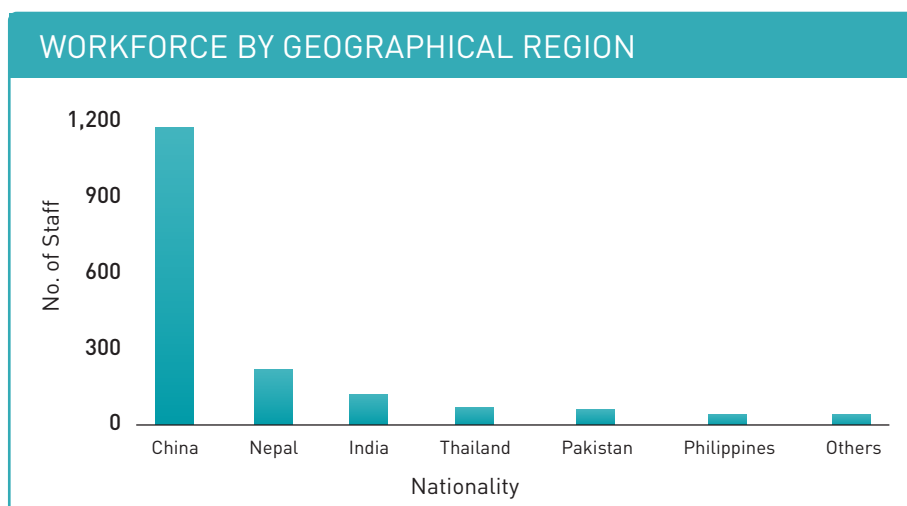 WORKFORCE BY GEOGRAPHICAL REGION
1,200
900
600
300
0
No. of Staff
China Nepal India Thailand Pakistan Philippines Others
Nationality